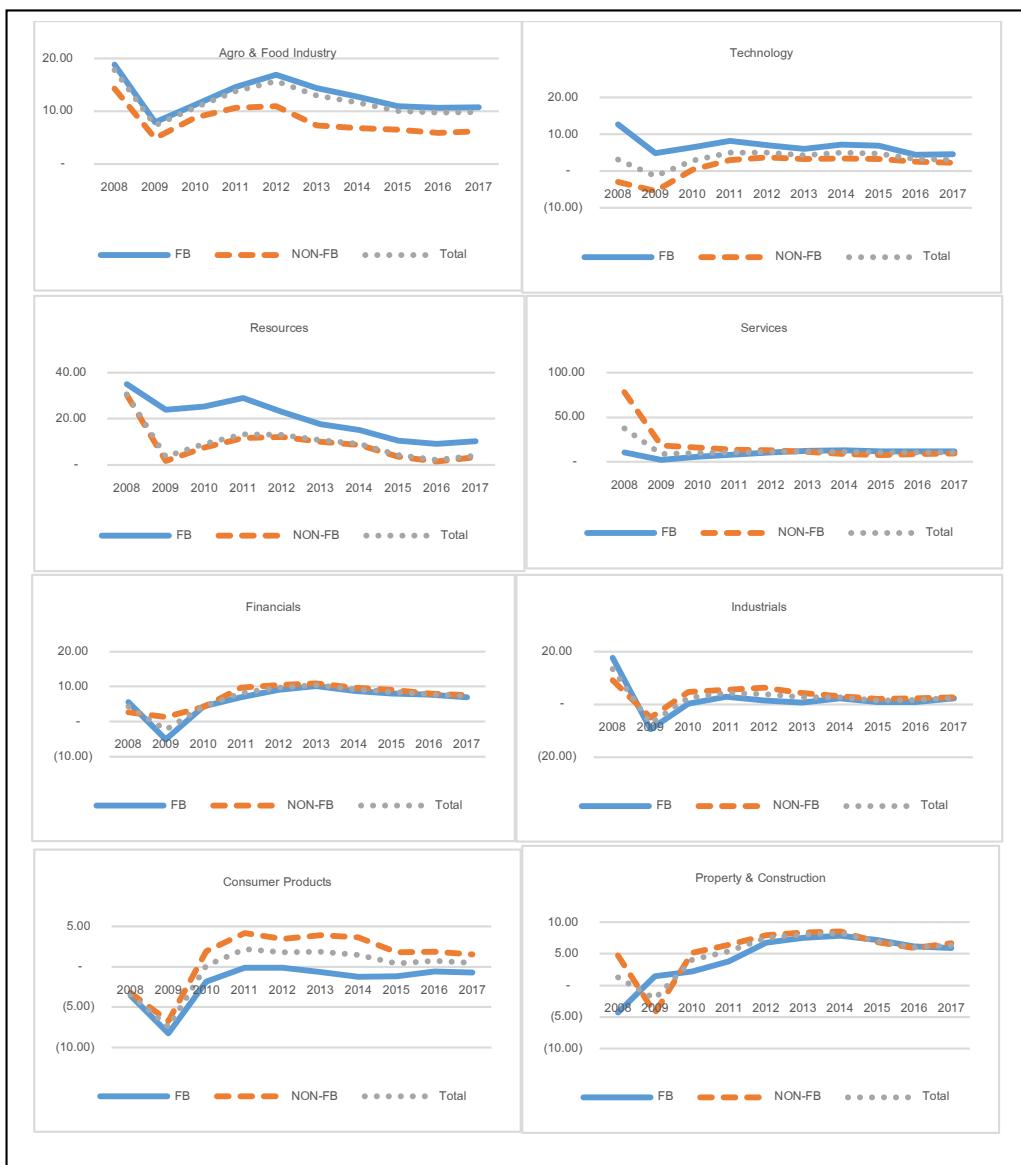 Agro & Food Industry
20.00
10.00
-
2008 2009 2010 2011 2012 2013 2014 2015 2016 2017
FB NON-FB Total
Technology
20.00
10.00
-
(10.00)
2008 2009 2010 2011 2012 2013 2014 2015 2016 2017
FB NON-FB Total
Resources
40.00
20.00
-
2008 2009 2010 2011 2012 2013 2014 2015 2016 2017
FB NON-FB Total
Services
100.00
50.00
-
2008 2009 2010 2011 2012 2013 2014 2015 2016 2017
FB NON-FB Total
Financials
20.00
10.00
-
(10.00)
2008 2009 2010 2011 2012 2013 2014 2015 2016 2017
FB NON-FB Total
Industrials
20.00
-
(20.00)
2008 2009 2010 2011 2012 2013 2014 2015 2016 2017
FB NON-FB Total
Consumer Products
5.00
-
(5.00)
(10.00)
2008 2009 2010 2011 2012 2013 2014 2015 2016 2017
FB NON-FB Total
Property & Construction
10.00
5.00
-
(5.00)
(10.00)
2008 2009 2010 2011 2012 2013 2014 2015 2016 2017
FB NON-FB Total